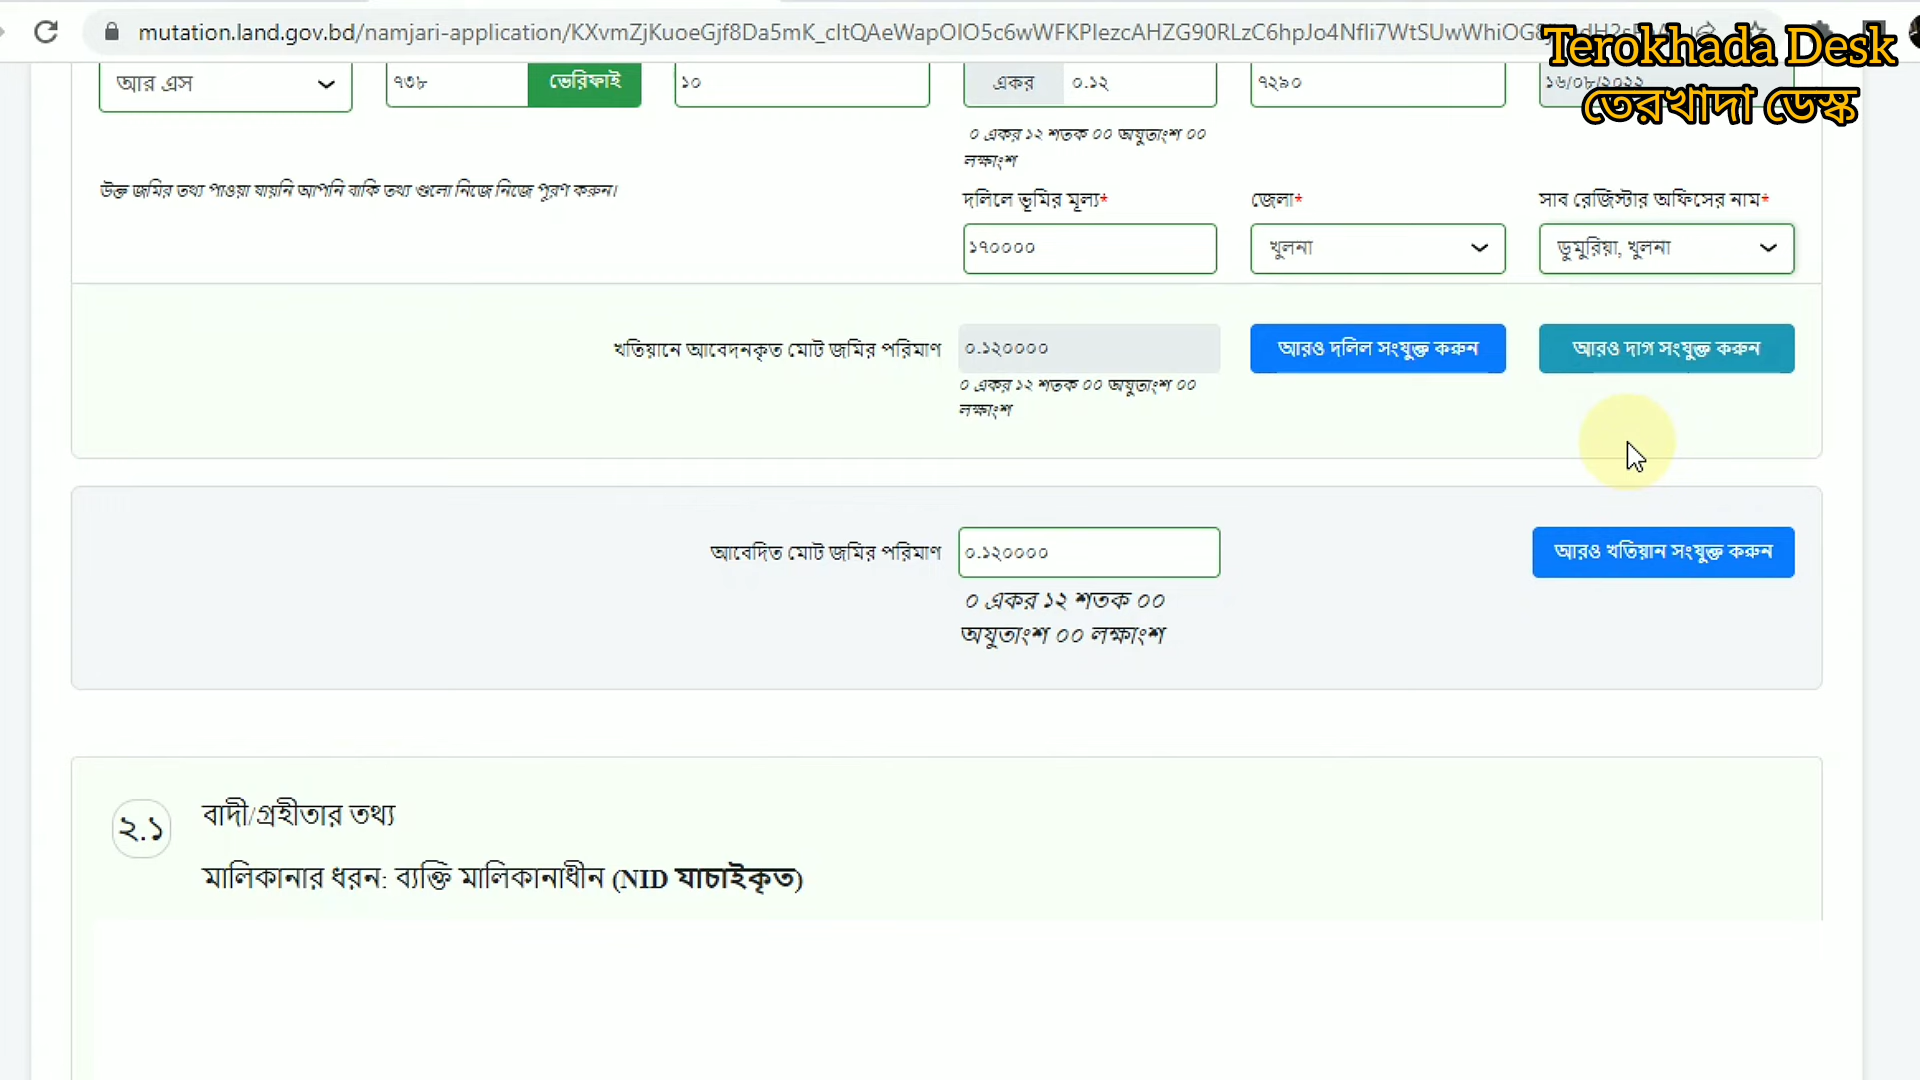 mutation.land.gov.bd/namjari-application/KXvmZjKuoeGjf8Da5mK_cItQAeWapOlO5c6wWFKPlezcAHZG90RLzC6hpJo4Nfli7WtSUwWhiOG8
Terokhada Desk
তেরখাদা ডেস্ক
আর এস
৭৩৮ ভেরিফাই
১০
একর ০.১২
৭২৯০
১৬/০৮/২০২২
০ একর ১২ শতক ০০ অযুতাংশ ০০
লক্ষাংশ
উক্ত জমির তথ্য পাওয়া যায়নি আপনি বাকি তথ্য গুলো নিজে নিজে পূরণ করুন।
দলিলে ভূমির মূল্য*
জেলা*
সাব রেজিস্টার অফিসের নাম*
১৭০০০০
খুলনা
ডুমুরিয়া, খুলনা
খতিয়ানে আবেদনকৃত মোট জমির পরিমাণ
০.১২০০০০
আরও দলিল সংযুক্ত করুন
আরও দাগ সংযুক্ত করুন
০ একর ১২ শতক ০০ অযুতাংশ ০০
লক্ষাংশ
আবেদিত মোট জমির পরিমাণ
০.১২০০০০
আরও খতিয়ান সংযুক্ত করুন
০ একর ১২ শতক ০০
অযুতাংশ ০০ লক্ষাংশ
২.১
বাদী/গ্রহীতার তথ্য
মালিকানার ধরন: ব্যক্তি মালিকানাধীন (NID যাচাইকৃত)